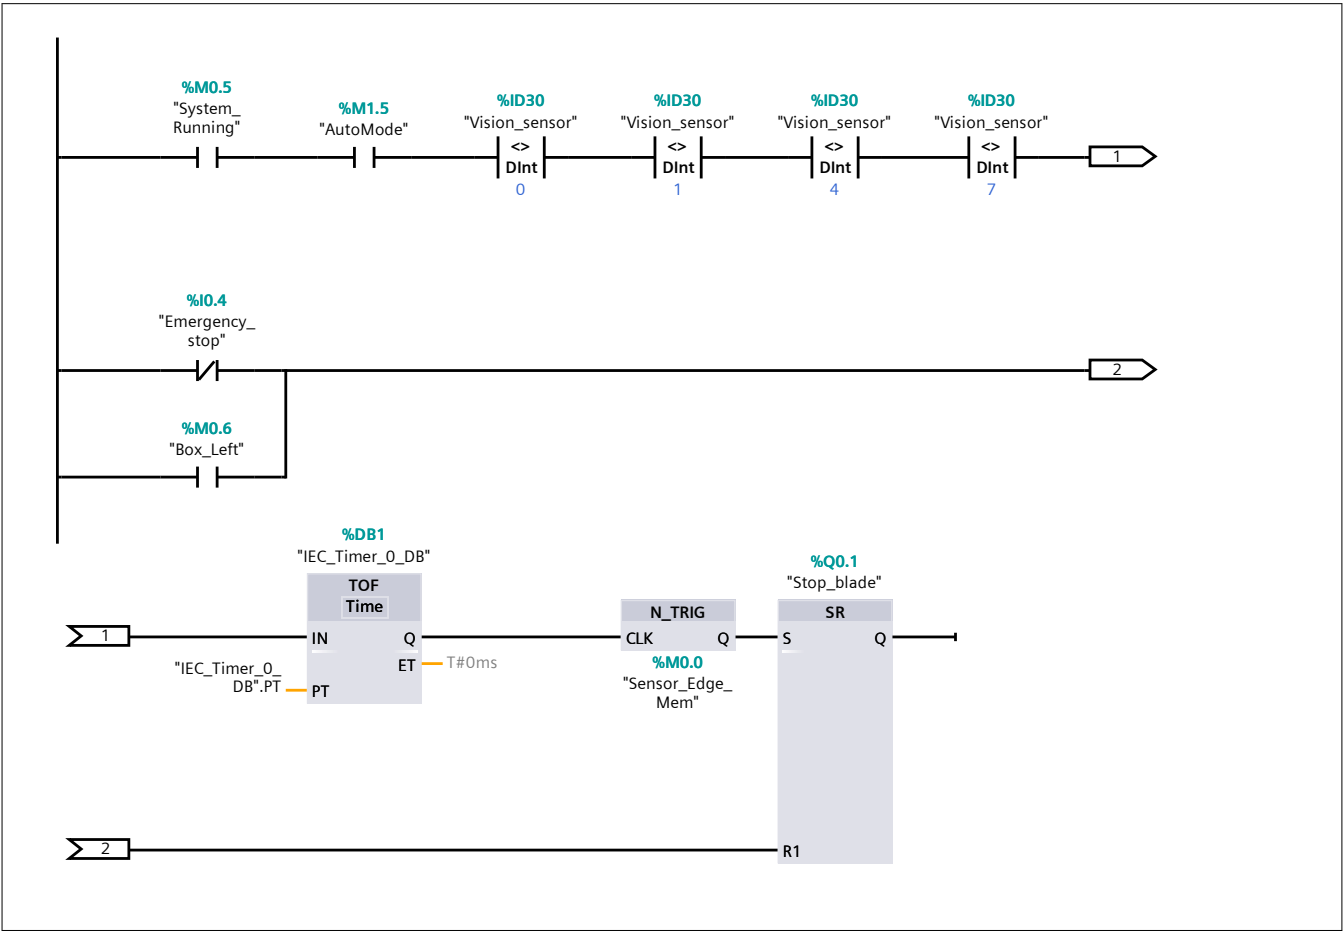 %M0.5
"System_
Running"
%M1.5
"AutoMode"
%ID30
"Vision_sensor"
<>
DInt
0
%ID30
"Vision_sensor"
<>
DInt
1
%ID30
"Vision_sensor"
<>
DInt
4
%ID30
"Vision_sensor"
<>
DInt
7
1
%I0.4
"Emergency_
stop"
2
%M0.6
"Box_Left"
%DB1
"IEC_Timer_0_DB"
TOF
Time
1
IN
Q
"IEC_Timer_0_
DB".PT
PT
ET
T#0ms
N_TRIG
CLK
Q
%M0.0
"Sensor_Edge_
Mem"
%Q0.1
"Stop_blade"
SR
S
Q
2
R1